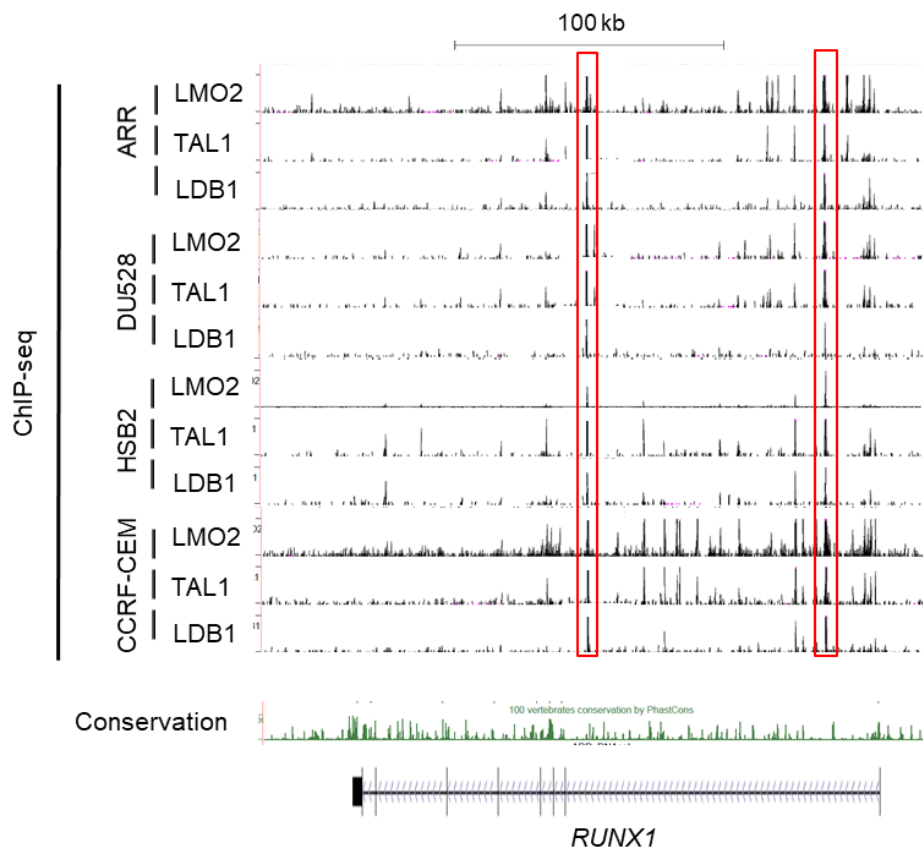 100 kb
ChIP-seq
ARR
LMO2
TAL1
LDB1
DU528
LMO2
TAL1
LDB1
HSB2
LMO2
TAL1
LDB1
CCRF-CEM
LMO2
TAL1
LDB1
Conservation
100 vertebrates conservation by PhastCons
RUNX1